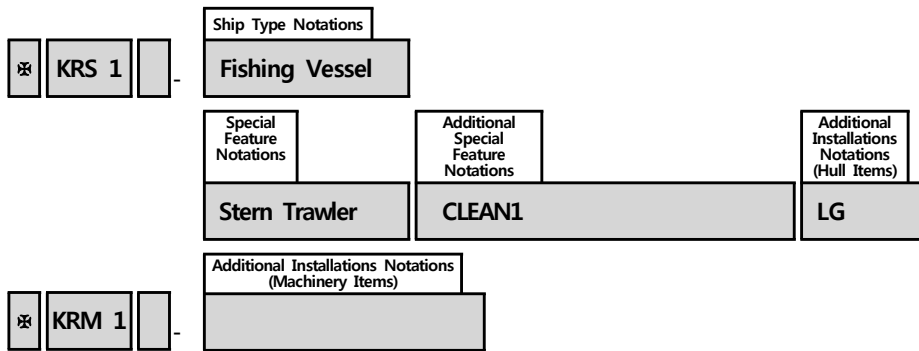 Ship Type Notations
✠ KRS 1 - Fishing Vessel
Special
Feature
Notations
Additional
Special
Feature
Notations
Additional
Installations
Notations
(Hull Items)
Stern Trawler CLEAN1 LG
Additional Installations Notations
(Machinery Items)
✠ KRM 1 -